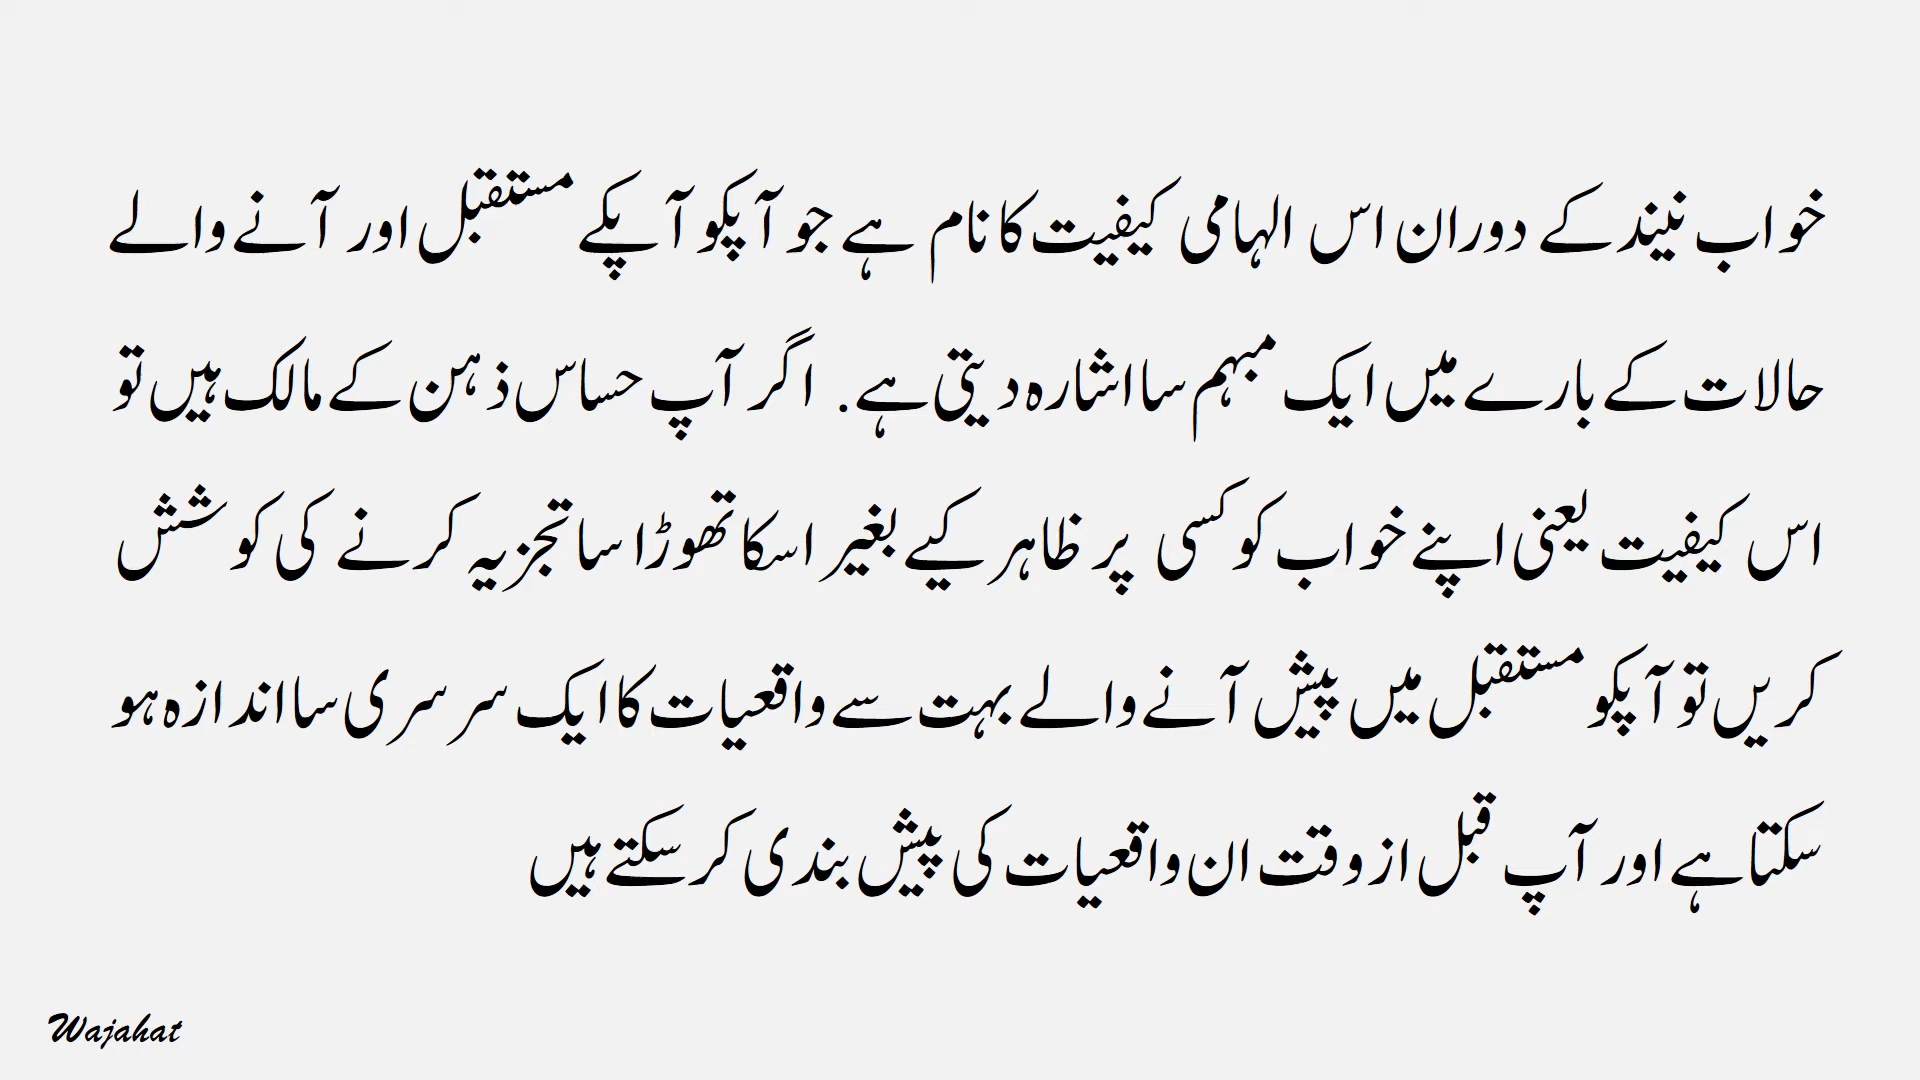 خواب نیند کے دوران اس الہامی کیفیت کا نام ہے جو آپکو آپکے مستقبل اور آنے والے
حالات کے بارے میں ایک مبہم سا اشارہ دیتی ہے. اگر آپ حساس ذہن کے مالک ہیں تو
اس کیفیت یعنی اپنے خواب کو کسی پر ظاہر کیے بغیر اسکا تھوڑا سا تجزیہ کرنے کی کوشش
کریں تو آپکو مستقبل میں پیش آنے والے بہت سے واقعیات کا ایک سرسری سا اندازہ ہو
سکتا ہے اور آپ قبل از وقت ان واقعیات کی پیش بندی کر سکتے ہیں
Wajahat